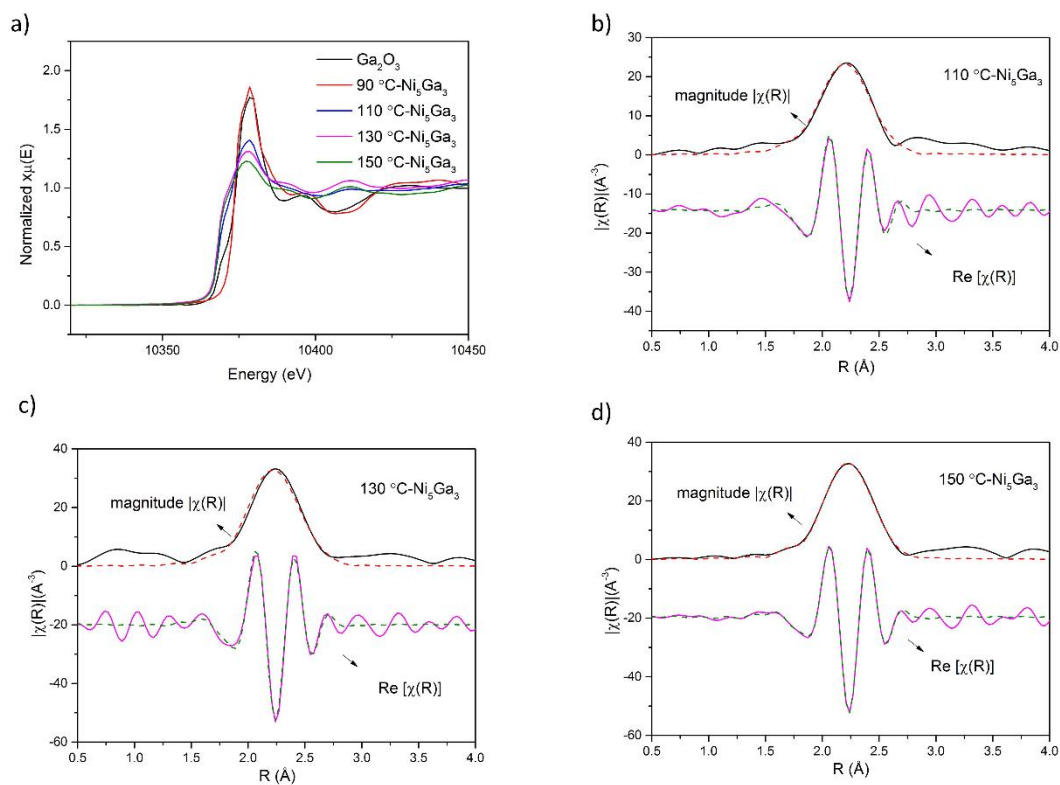 a)
Normalized xμ(E)
2.0
1.5
1.0
0.5
0.0
10350
10400
10450
Energy (eV)
Ga₂O₃
90 °C-Ni₅Ga₃
110 °C-Ni₅Ga₃
130 °C-Ni₅Ga₃
150 °C-Ni₅Ga₃
b)
|χ(R)|(A⁻³)
30
20
10
0
-10
-20
-30
-40
0.5
1.0
1.5
2.0
2.5
3.0
3.5
4.0
R (Å)
110 °C-Ni₅Ga₃
magnitude |χ(R)|
Re [χ(R)]
c)
|χ(R)|(A⁻³)
40
20
0
-20
-40
-60
0.5
1.0
1.5
2.0
2.5
3.0
3.5
4.0
R (Å)
130 °C-Ni₅Ga₃
magnitude |χ(R)|
Re [χ(R)]
d)
|χ(R)|(A⁻³)
40
20
0
-20
-40
-60
0.5
1.0
1.5
2.0
2.5
3.0
3.5
4.0
R (Å)
150 °C-Ni₅Ga₃
magnitude |χ(R)|
Re [χ(R)]